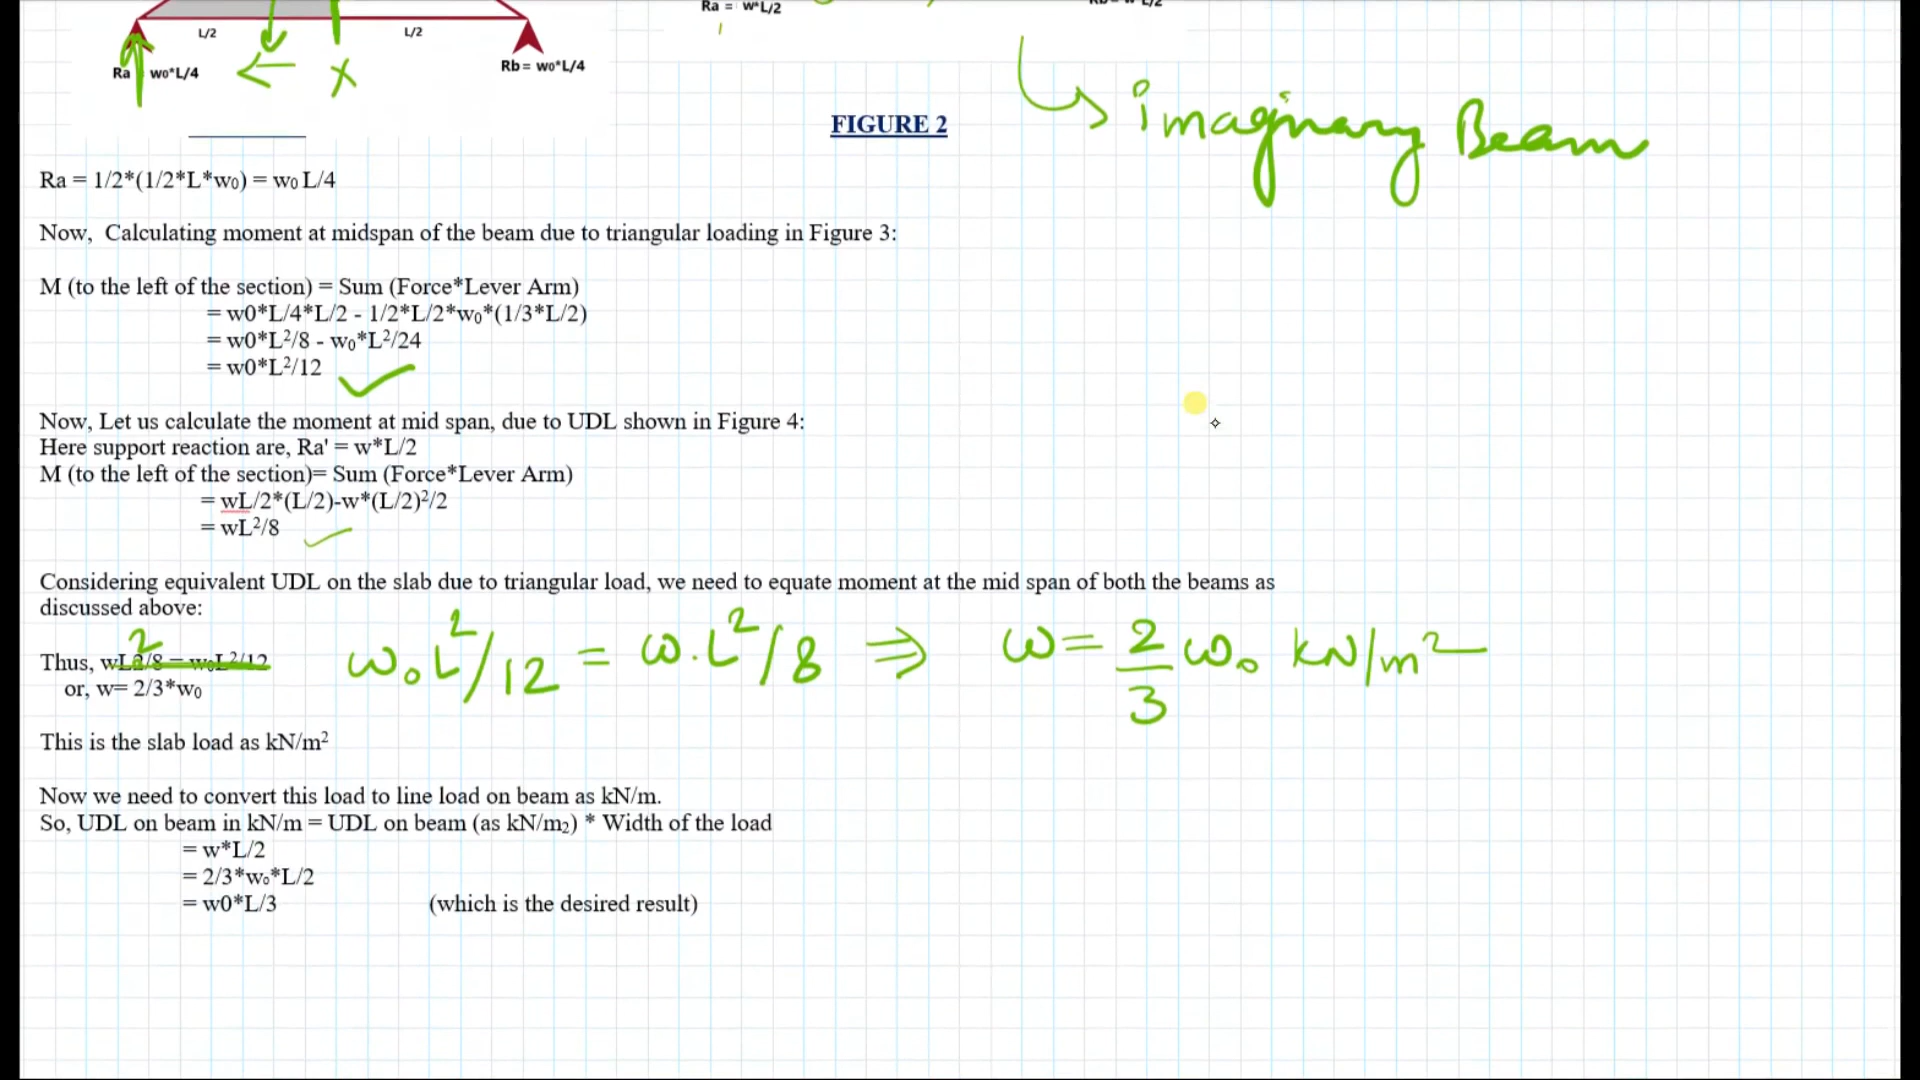 Ra = W*L/2
L/2
L/2
Ra wo*L/4
Rb = wo*L/4
X
imaginary Beam
FIGURE 2
Ra = 1/2*(1/2*L*w₀) = w₀ L/4
Now, Calculating moment at midspan of the beam due to triangular loading in Figure 3:
M (to the left of the section) = Sum (Force*Lever Arm)
= w0*L/4*L/2 - 1/2*L/2*w₀*(1/3*L/2)
= w0*L²/8 - w₀*L²/24
= w0*L²/12
Now, Let us calculate the moment at mid span, due to UDL shown in Figure 4:
Here support reaction are, Ra' = w*L/2
M (to the left of the section)= Sum (Force*Lever Arm)
= wL/2*(L/2)-w*(L/2)²/2
= wL²/8
Considering equivalent UDL on the slab due to triangular load, we need to equate moment at the mid span of both the beams as
discussed above:
Thus, wL2/8 = w₀L²/12 ω₀L²/12 = ω.L²/8 ⇒ ω = 2/3 ω₀ kN/m²
or, w= 2/3*w₀
This is the slab load as kN/m²
Now we need to convert this load to line load on beam as kN/m.
So, UDL on beam in kN/m = UDL on beam (as kN/m₂) * Width of the load
= w*L/2
= 2/3*w₀*L/2
= w0*L/3 (which is the desired result)